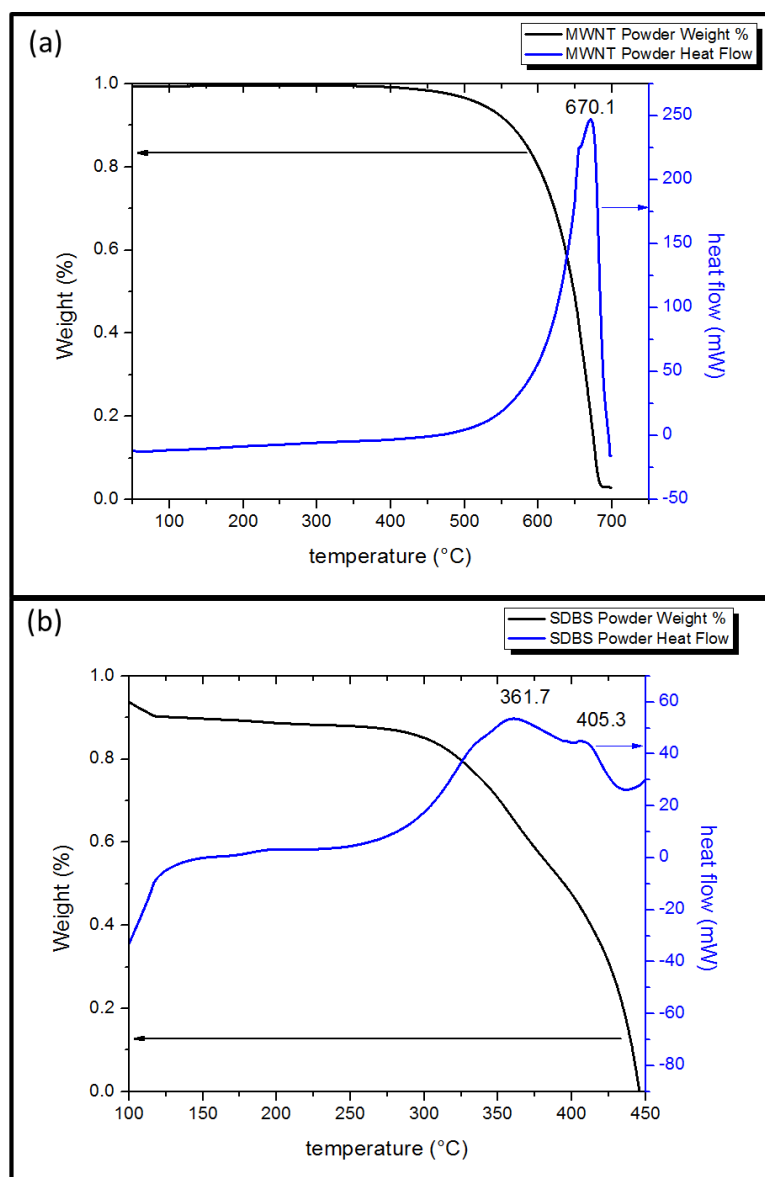 (a)
MWNT Powder Weight %
MWNT Powder Heat Flow
670.1
1.0
0.8
0.6
0.4
0.2
0.0
Weight (%)
250
200
150
100
50
0
-50
heat flow (mW)
100 200 300 400 500 600 700
temperature (°C)
(b)
SDBS Powder Weight %
SDBS Powder Heat Flow
361.7
405.3
1.0
0.8
0.6
0.4
0.2
0.0
Weight (%)
60
40
20
0
-20
-40
-60
-80
heat flow (mW)
100 150 200 250 300 350 400 450
temperature (°C)